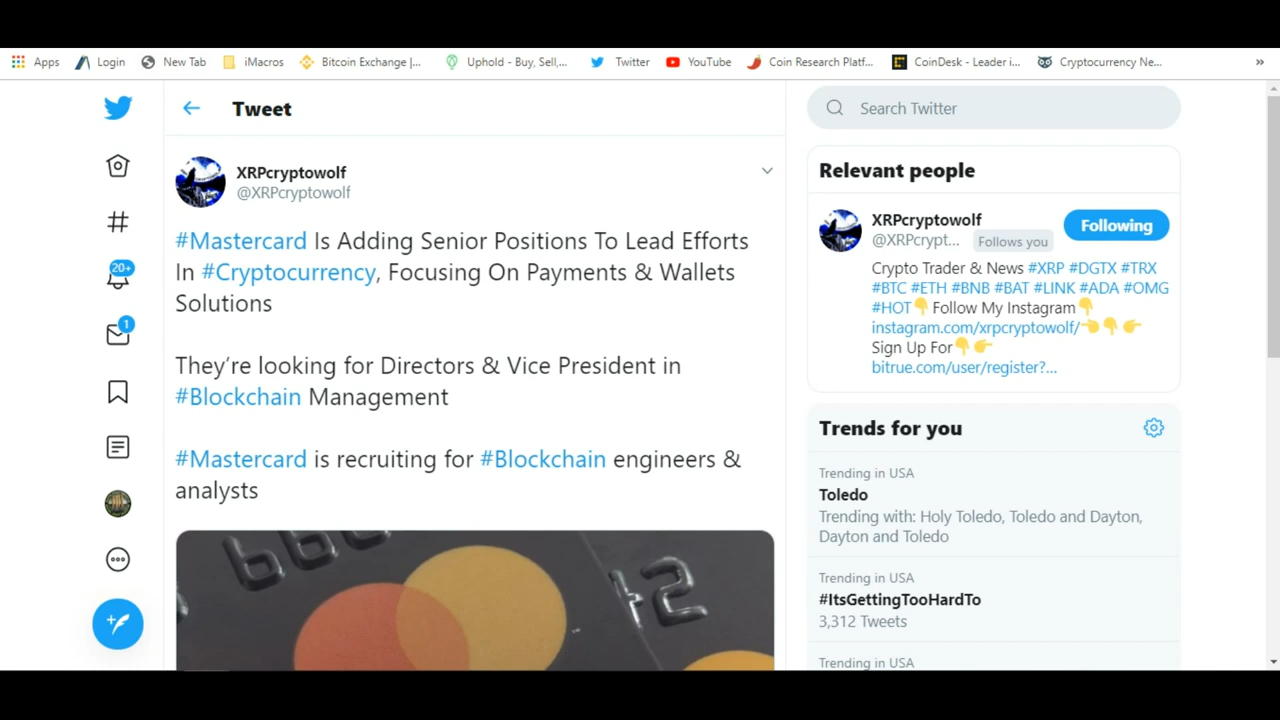 Apps Login New Tab iMacros Bitcoin Exchange |... Uphold - Buy, Sell,... Twitter YouTube Coin Research Platf... CoinDesk - Leader i... Cryptocurrency Ne... »
Tweet
XRPcryptowolf
@XRPcryptowolf
#Mastercard Is Adding Senior Positions To Lead Efforts
In #Cryptocurrency, Focusing On Payments & Wallets
Solutions
They’re looking for Directors & Vice President in
#Blockchain Management
#Mastercard is recruiting for #Blockchain engineers &
analysts
20+
1
Search Twitter
Relevant people
XRPcryptowolf
@XRPcrypt... Follows you
Following
Crypto Trader & News #XRP #DGTX #TRX
#BTC #ETH #BNB #BAT #LINK #ADA #OMG
#HOT👇Follow My Instagram👇
instagram.com/xrpcryptowolf/👈👇👉
Sign Up For👇👉
bitrue.com/user/register?...
Trends for you
Trending in USA
Toledo
Trending with: Holy Toledo, Toledo and Dayton,
Dayton and Toledo
Trending in USA
#ItsGettingTooHardTo
3,312 Tweets
Trending in USA